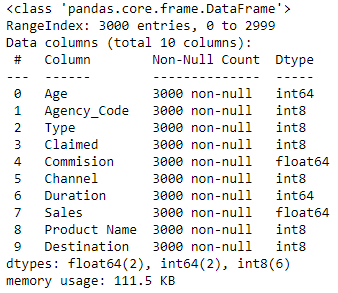 <class 'pandas.core.frame.DataFrame'>
RangeIndex: 3000 entries, 0 to 2999
Data columns (total 10 columns):
 #   Column        Non-Null Count  Dtype
---  ------        --------------  -----
 0   Age           3000 non-null   int64
 1   Agency_Code   3000 non-null   int8
 2   Type          3000 non-null   int8
 3   Claimed       3000 non-null   int8
 4   Commision     3000 non-null   float64
 5   Channel       3000 non-null   int8
 6   Duration      3000 non-null   int64
 7   Sales         3000 non-null   float64
 8   Product Name  3000 non-null   int8
 9   Destination   3000 non-null   int8
dtypes: float64(2), int64(2), int8(6)
memory usage: 111.5 KB